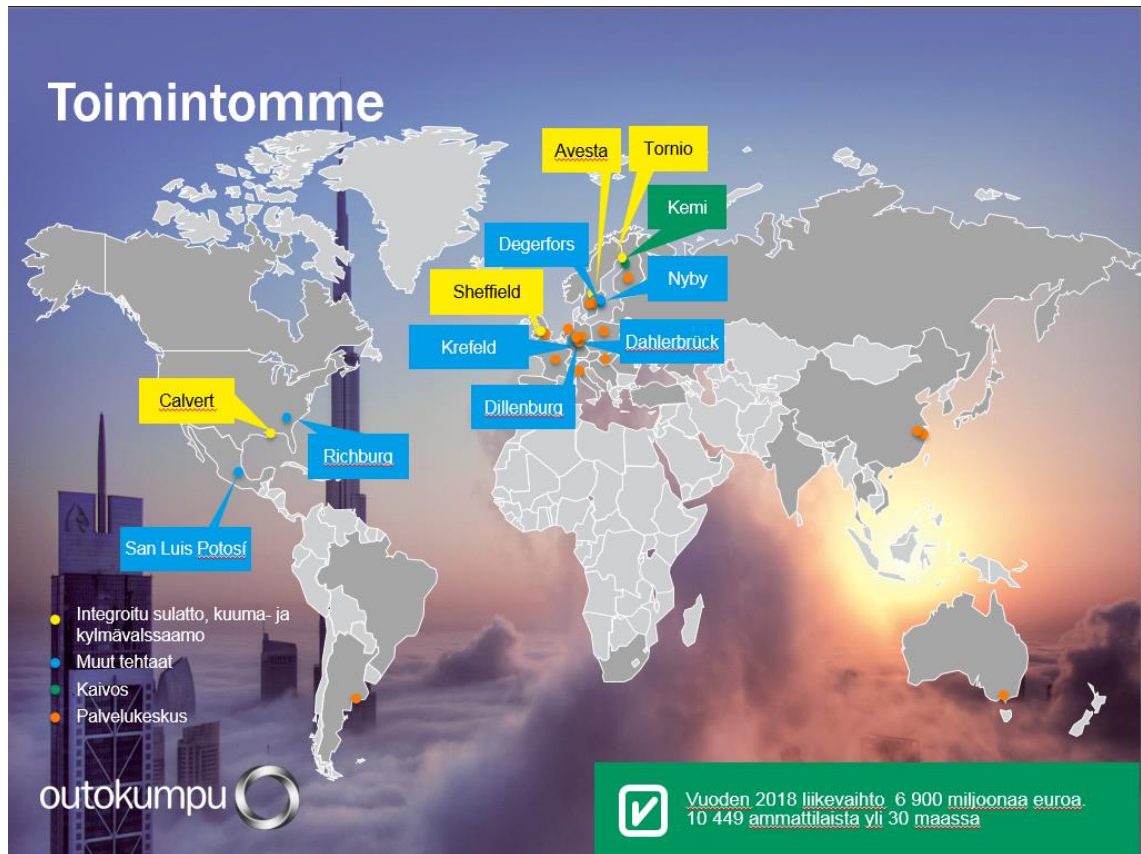 Toimintomme
Avesta
Tornio
Kemi
Degerfors
Nyby
Sheffield
Krefeld
Dahlerbrück
Dillenburg
Calvert
Richburg
San Luis Potosí
Integroitu sulatto, kuuma- ja
kylmävalssaamo
Muut tehtaat
Kaivos
Palvelukeskus
outokumpu
Vuoden 2018 liikevaihto 6 900 miljoonaa euroa.
10 449 ammattilaista yli 30 maassa